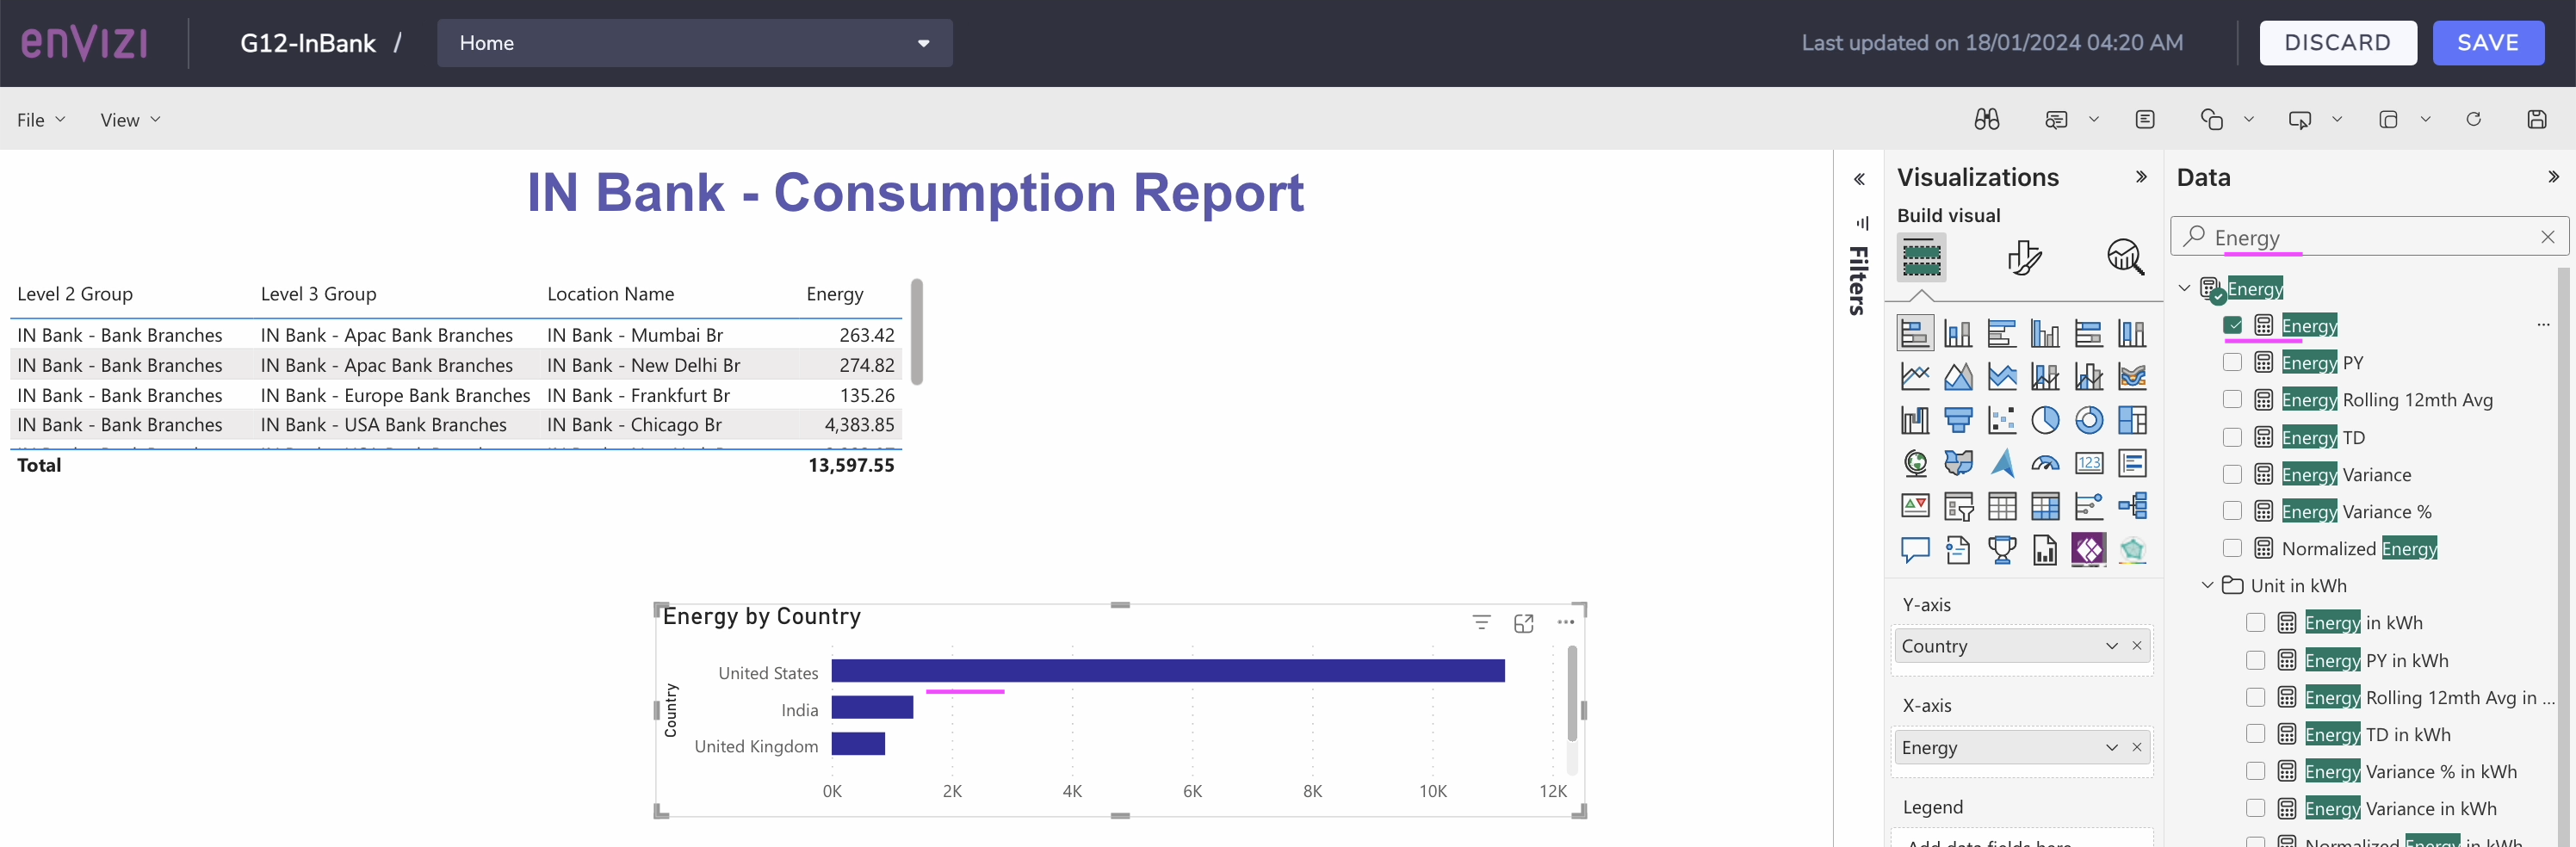 enVIZI G12-InBank / Home Last updated on 18/01/2024 04:20 AM DISCARD SAVE
File View
IN Bank - Consumption Report
Level 2 Group Level 3 Group Location Name Energy
IN Bank - Bank Branches IN Bank - Apac Bank Branches IN Bank - Mumbai Br 263.42
IN Bank - Bank Branches IN Bank - Apac Bank Branches IN Bank - New Delhi Br 274.82
IN Bank - Bank Branches IN Bank - Europe Bank Branches IN Bank - Frankfurt Br 135.26
IN Bank - Bank Branches IN Bank - USA Bank Branches IN Bank - Chicago Br 4,383.85
Total 13,597.55
Energy by Country
Country
United States
India
United Kingdom
0K 2K 4K 6K 8K 10K 12K
Filters
Visualizations
Build visual
123
Y-axis
Country
X-axis
Energy
Legend
Data
Energy
Energy
Energy
Energy PY
Energy Rolling 12mth Avg
Energy TD
Energy Variance
Energy Variance %
Normalized Energy
Unit in kWh
Energy in kWh
Energy PY in kWh
Energy Rolling 12mth Avg in ...
Energy TD in kWh
Energy Variance % in kWh
Energy Variance in kWh
Normalized Energy in kWh